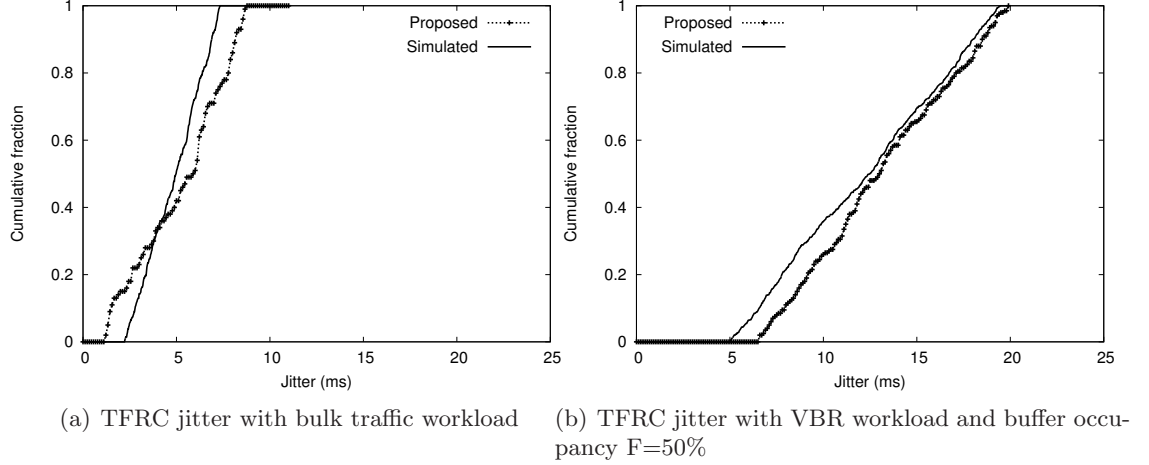 1
0.8
0.6
0.4
0.2
0
Cumulative fraction
0 5 10 15 20 25
Jitter (ms)
Proposed
Simulated
(a) TFRC jitter with bulk traffic workload
1
0.8
0.6
0.4
0.2
0
Cumulative fraction
0 5 10 15 20 25
Jitter (ms)
Proposed
Simulated
(b) TFRC jitter with VBR workload and buffer occu-
pancy F=50%